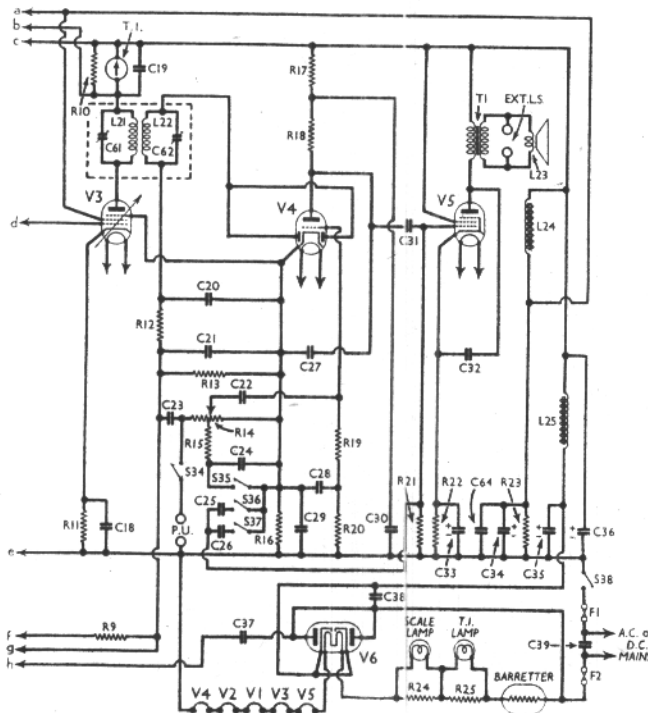 a
b
c
T.I.
C19
R10
R17
R18
L21
L22
C61
C62
T1
EXT.L.S.
L23
V3
V4
V5
d
C31
L24
C20
R12
C21
C27
C32
R13
C22
C23
R14
R15
C24
R19
L25
S34
S35
C28
R21
R22
C64
R23
C25
S36
S37
C26
P.U.
R11
C18
R16
C29
R20
C30
C33
C34
C35
C36
e
S38
C38
F1
f
R9
g
h
C37
V6
SCALE
LAMP
T.I.
LAMP
C39
A.C. or
D.C.
MAINS
F2
R24
R25
BARRETTER
V4 V2 V1 V3 V5